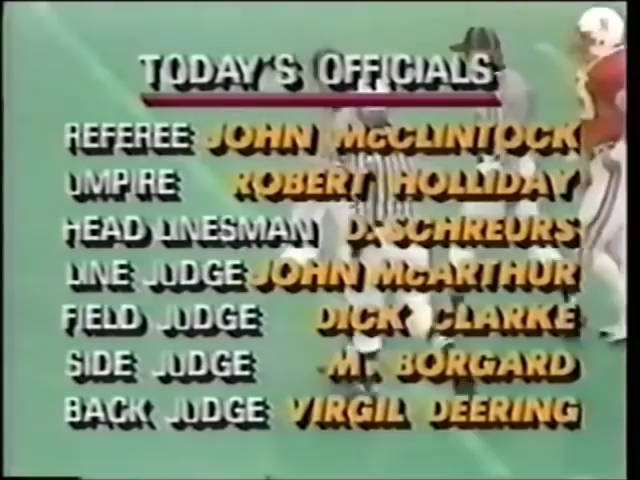 TODAY'S OFFICIALS
REFEREE JOHN McCLINTOCK
UMPIRE ROBERT HOLLIDAY
HEAD LINESMAN D. SCHREURS
LINE JUDGE JOHN McARTHUR
FIELD JUDGE DICK CLARKE
SIDE JUDGE M. BORGARD
BACK JUDGE VIRGIL DEERING